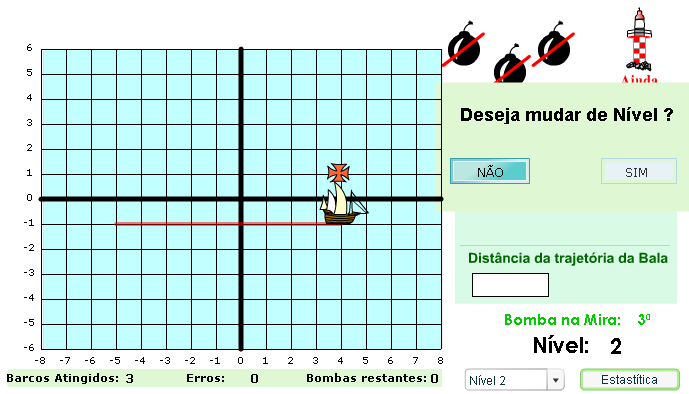 Ajuda
Deseja mudar de Nível ?
NÃO
SIM
Distância da trajetória da Bala
Bomba na Mira: 3ª
Nível: 2
Nível 2
Estastítica
6
5
4
3
2
1
0
-1
-2
-3
-4
-5
-6
-8 -7 -6 -5 -4 -3 -2 -1 0 1 2 3 4 5 6 7 8
Barcos Atingidos: 3 Erros: 0 Bombas restantes: 0